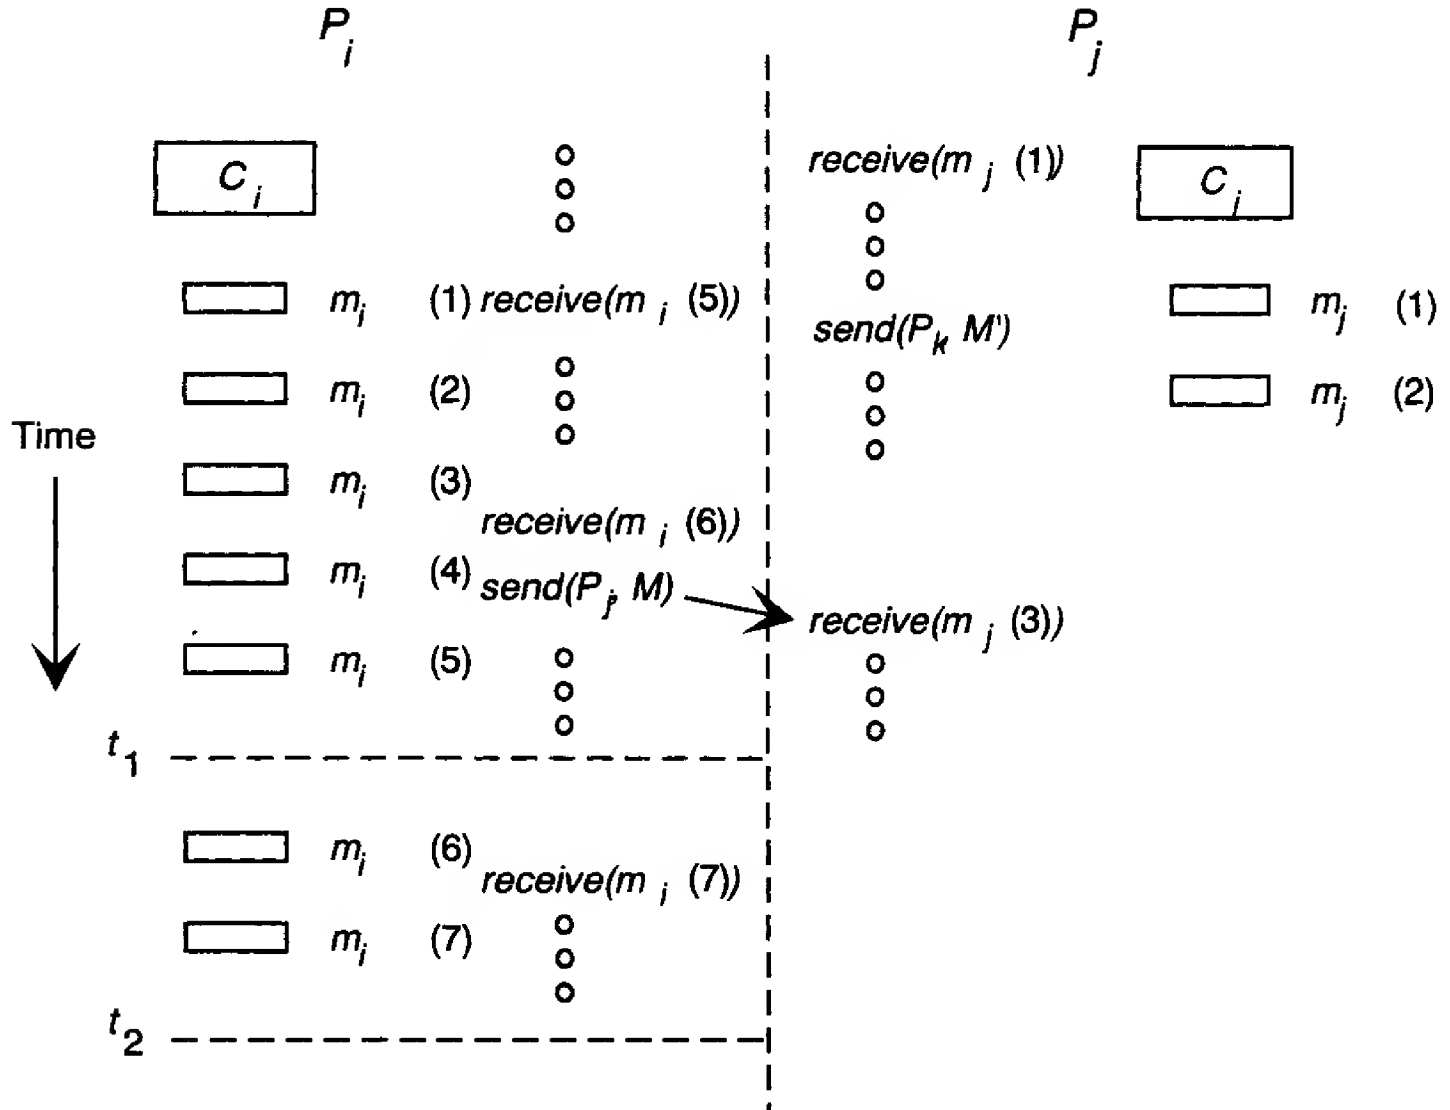 P_i P_j
C_i receive(m_j (1)) C_j
m_i (1) receive(m_i (5)) m_j (1)
send(P_k, M')
m_i (2) m_j (2)
Time
m_i (3)
receive(m_i (6))
m_i (4) send(P_j, M)
receive(m_j (3))
m_i (5)
t_1
m_i (6)
receive(m_i (7))
m_i (7)
t_2